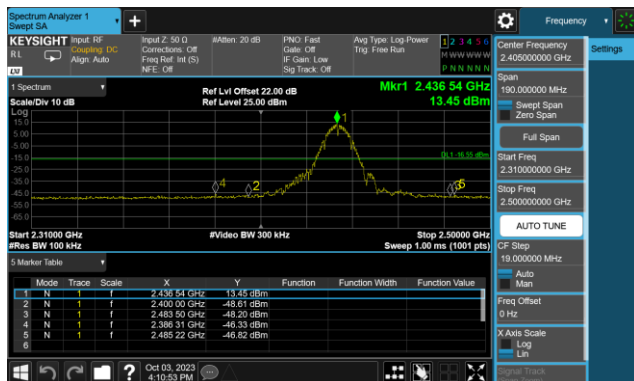 Spectrum Analyzer 1
Swept SA
Frequency
KEYSIGHT Input: RF
R L
Coupling: DC
Align: Auto
LXI
Input Z: 50 Ω
Corrections: Off
Freq Ref: Int (S)
NFE: Off
#Atten: 20 dB
PNO: Fast
Gate: Off
IF Gain: Low
Sig Track: Off
Avg Type: Log-Power
Trig: Free Run
1 2 3 4 5 6
M W W W W W
P N N N N N
1 Spectrum
Scale/Div 10 dB
Ref Lvl Offset 22.00 dB
Ref Level 25.00 dBm
Mkr1 2.436 54 GHz
13.45 dBm
Log
15.0
5.00
-5.00
-15.0
-25.0
-35.0
-45.0
-55.0
-65.0
1
DL1 -16.55 dBm
4
2
5
Start 2.31000 GHz
#Res BW 100 kHz
#Video BW 300 kHz
Stop 2.50000 GHz
Sweep 1.00 ms (1001 pts)
5 Marker Table
Mode Trace Scale X Y Function Function Width Function Value
1 N 1 f 2.436 54 GHz 13.45 dBm
2 N 1 f 2.400 00 GHz -48.61 dBm
3 N 1 f 2.483 50 GHz -48.20 dBm
4 N 1 f 2.386 31 GHz -46.33 dBm
5 N 1 f 2.485 22 GHz -46.82 dBm
6
Oct 03, 2023
4:10:53 PM
Center Frequency
2.405000000 GHz
Settings
Span
190.000000 MHz
Swept Span
Zero Span
Full Span
Start Freq
2.310000000 GHz
Stop Freq
2.500000000 GHz
AUTO TUNE
CF Step
19.000000 MHz
Auto
Man
Freq Offset
0 Hz
X Axis Scale
Log
Lin
Signal Track